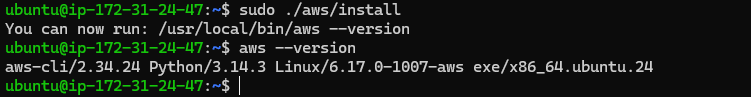 ubuntu@ip-172-31-24-47:~$ sudo ./aws/install
You can now run: /usr/local/bin/aws --version
ubuntu@ip-172-31-24-47:~$ aws --version
aws-cli/2.34.24 Python/3.14.3 Linux/6.17.0-1007-aws exe/x86_64.ubuntu.24
ubuntu@ip-172-31-24-47:~$